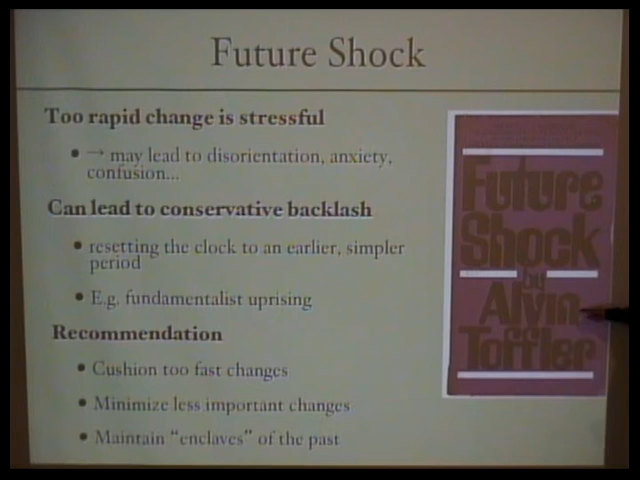 Future Shock
Too rapid change is stressful
• → may lead to disorientation, anxiety,
confusion...
Can lead to conservative backlash
• resetting the clock to an earlier, simpler
period
• E.g. fundamentalist uprising
Recommendation
• Cushion too fast changes
• Minimize less important changes
• Maintain "enclaves" of the past
Future
Shock
by
Alvin
Toffler